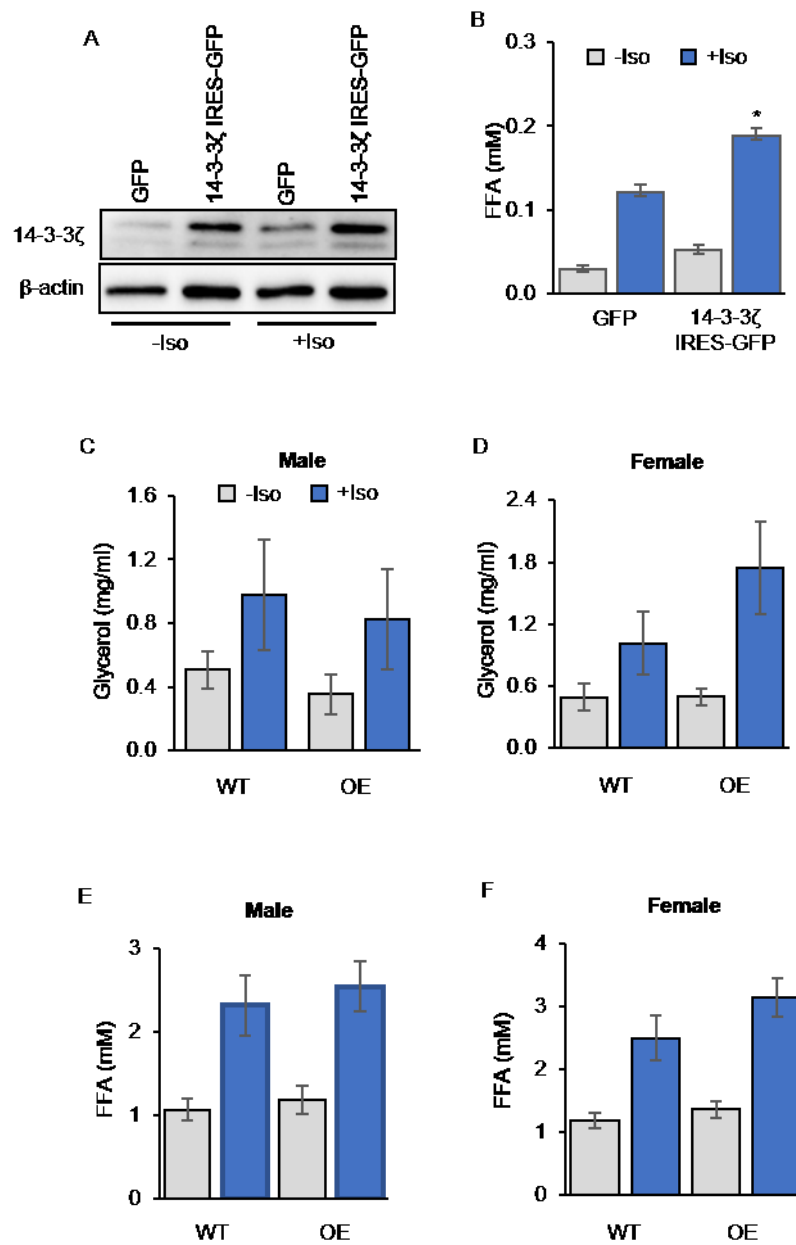 A
GFP
14-3-3ζ IRES-GFP
GFP
14-3-3ζ IRES-GFP
14-3-3ζ
β-actin
-Iso
+Iso
B
-Iso
+Iso
FFA (mM)
0.3
0.2
0.1
0.0
*
GFP
14-3-3ζ
IRES-GFP
C
Male
-Iso
+Iso
Glycerol (mg/ml)
1.6
1.2
0.8
0.4
0.0
WT
OE
D
Female
Glycerol (mg/ml)
2.4
1.8
1.2
0.6
0.0
WT
OE
E
Male
FFA (mM)
3
2
1
0
WT
OE
F
Female
FFA (mM)
4
3
2
1
0
WT
OE